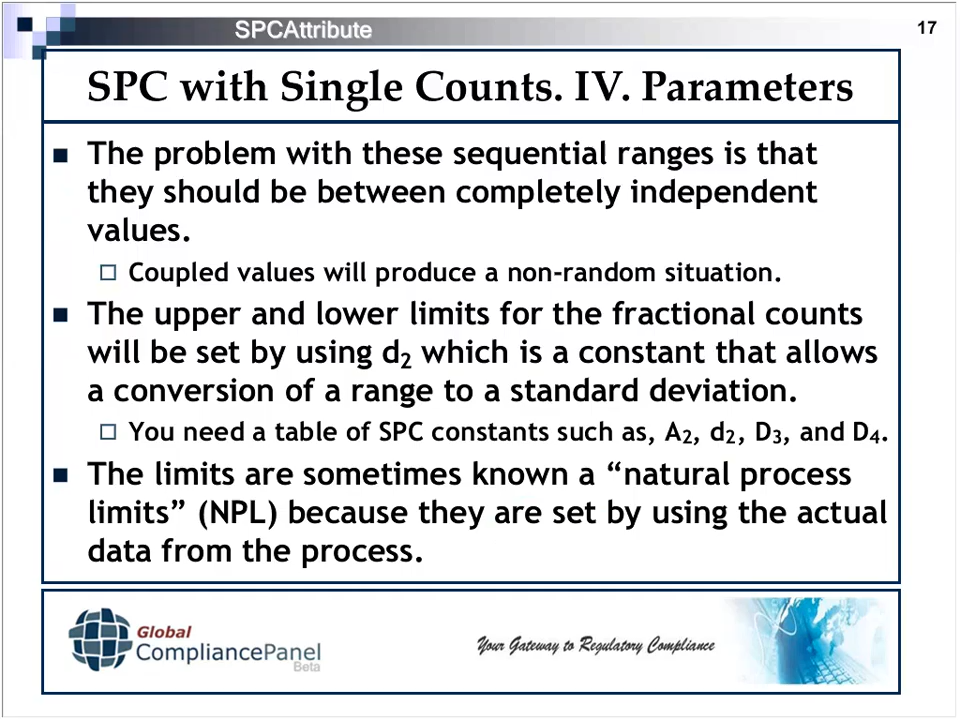 SPCAttribute
17
SPC with Single Counts. IV. Parameters
The problem with these sequential ranges is that
they should be between completely independent
values.
Coupled values will produce a non-random situation.
The upper and lower limits for the fractional counts
will be set by using d₂ which is a constant that allows
a conversion of a range to a standard deviation.
You need a table of SPC constants such as, A₂, d₂, D₃, and D₄.
The limits are sometimes known a “natural process
limits” (NPL) because they are set by using the actual
data from the process.
Global
CompliancePanel
Beta
Your Gateway to Regulatory Compliance